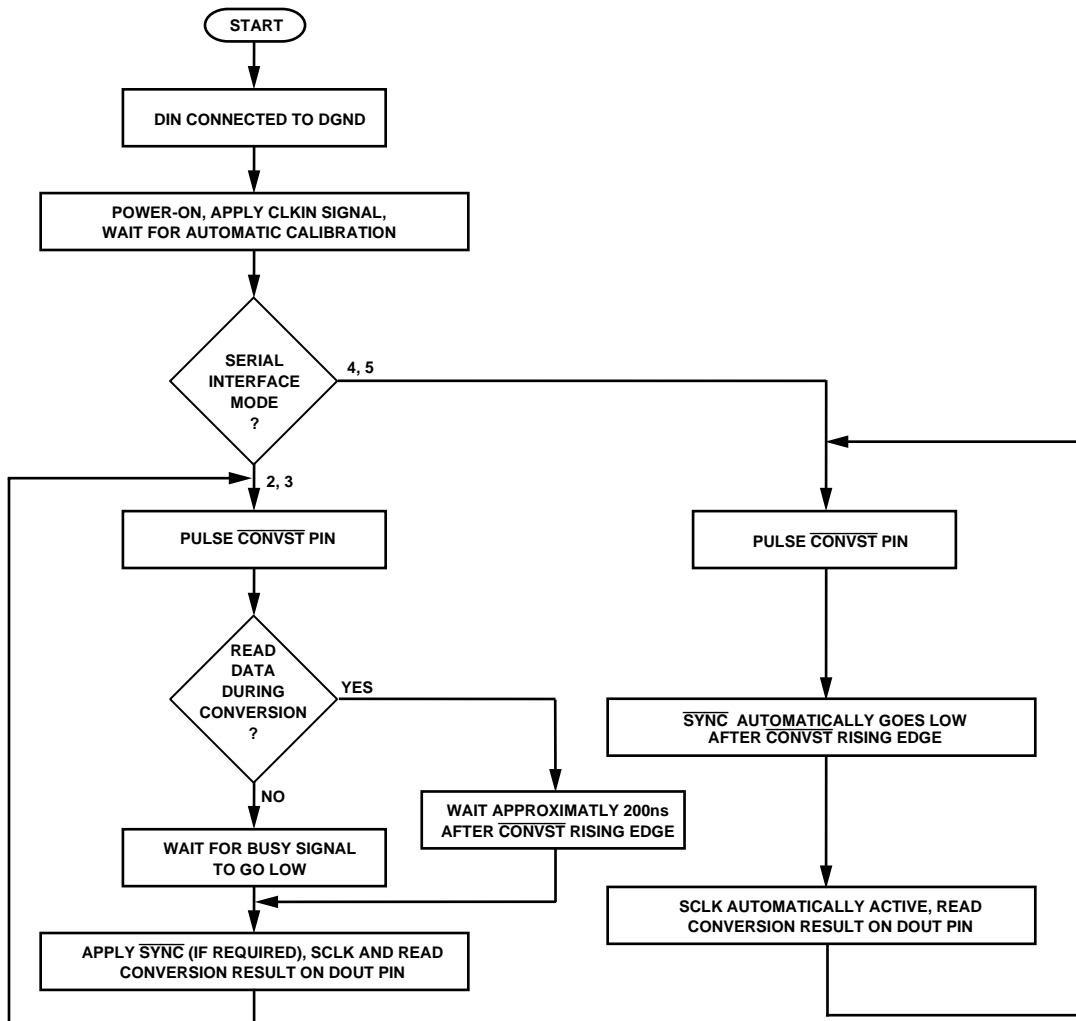 START
DIN CONNECTED TO DGND
POWER-ON, APPLY CLKIN SIGNAL,
WAIT FOR AUTOMATIC CALIBRATION
SERIAL
INTERFACE
MODE
?
4, 5
2, 3
PULSE CONVST PIN
PULSE CONVST PIN
READ
DATA
DURING
CONVERSION
?
YES
NO
SYNC AUTOMATICALLY GOES LOW
AFTER CONVST RISING EDGE
WAIT APPROXIMATLY 200ns
AFTER CONVST RISING EDGE
WAIT FOR BUSY SIGNAL
TO GO LOW
SCLK AUTOMATICALLY ACTIVE, READ
CONVERSION RESULT ON DOUT PIN
APPLY SYNC (IF REQUIRED), SCLK AND READ
CONVERSION RESULT ON DOUT PIN